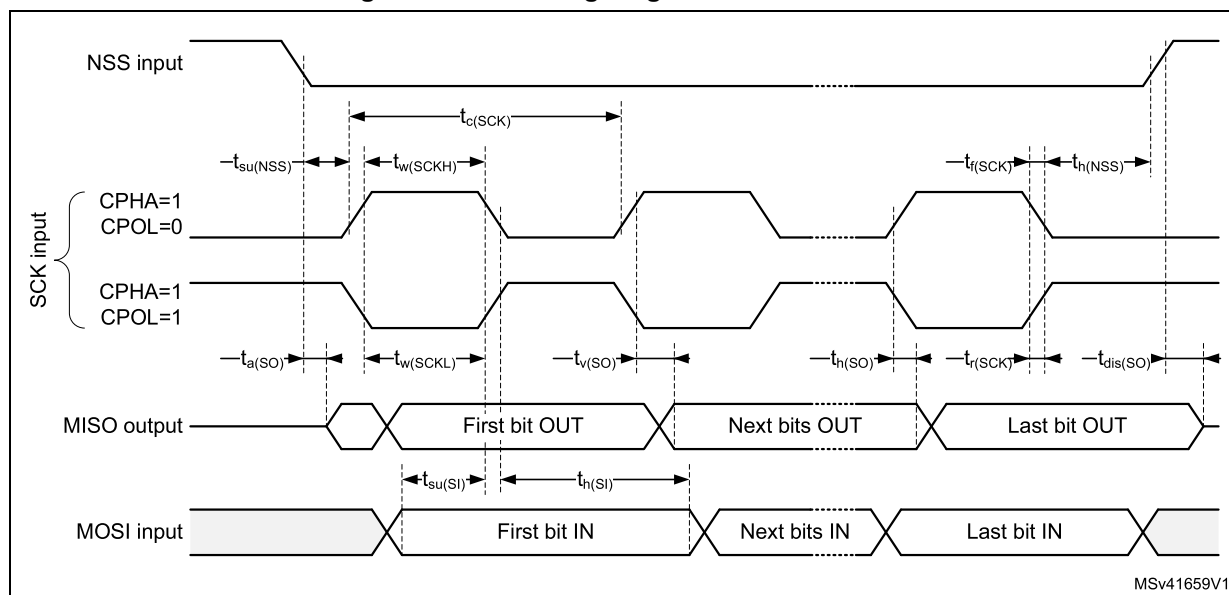 NSS input
tc(SCK)
tsu(NSS)
tw(SCKH)
tf(SCK)
th(NSS)
SCK input
CPHA=1
CPOL=0
CPHA=1
CPOL=1
ta(SO)
tw(SCKL)
tv(SO)
th(SO)
tr(SCK)
tdis(SO)
MISO output
First bit OUT
Next bits OUT
Last bit OUT
tsu(SI)
th(SI)
MOSI input
First bit IN
Next bits IN
Last bit IN
MSv41659V1